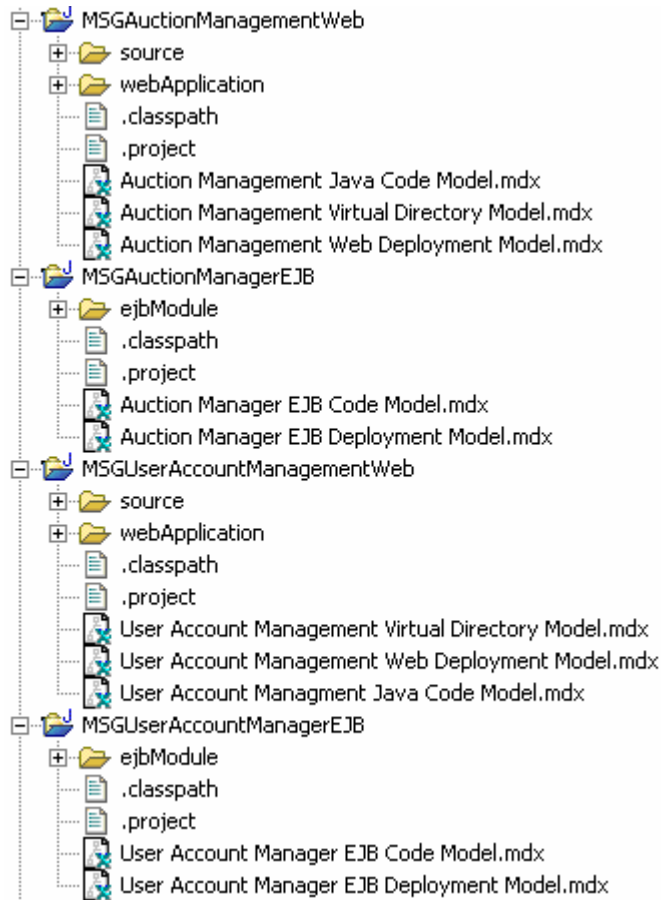 MSGAuctionManagementWeb
source
webApplication
.classpath
.project
Auction Management Java Code Model.mdx
Auction Management Virtual Directory Model.mdx
Auction Management Web Deployment Model.mdx
MSGAuctionManagerEJB
ejbModule
.classpath
.project
Auction Manager EJB Code Model.mdx
Auction Manager EJB Deployment Model.mdx
MSGUserAccountManagementWeb
source
webApplication
.classpath
.project
User Account Management Virtual Directory Model.mdx
User Account Management Web Deployment Model.mdx
User Account Managment Java Code Model.mdx
MSGUserAccountManagerEJB
ejbModule
.classpath
.project
User Account Manager EJB Code Model.mdx
User Account Manager EJB Deployment Model.mdx